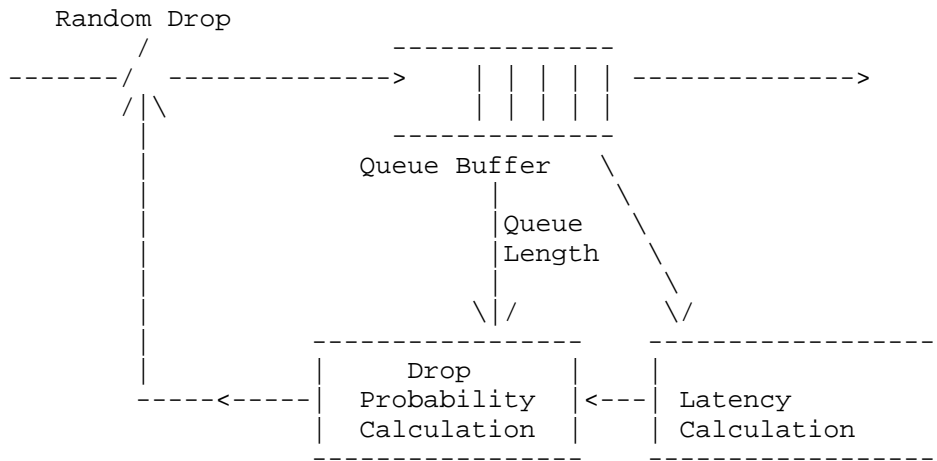 Random Drop
Queue Buffer
Queue
Length
Drop
Probability
Calculation
Latency
Calculation